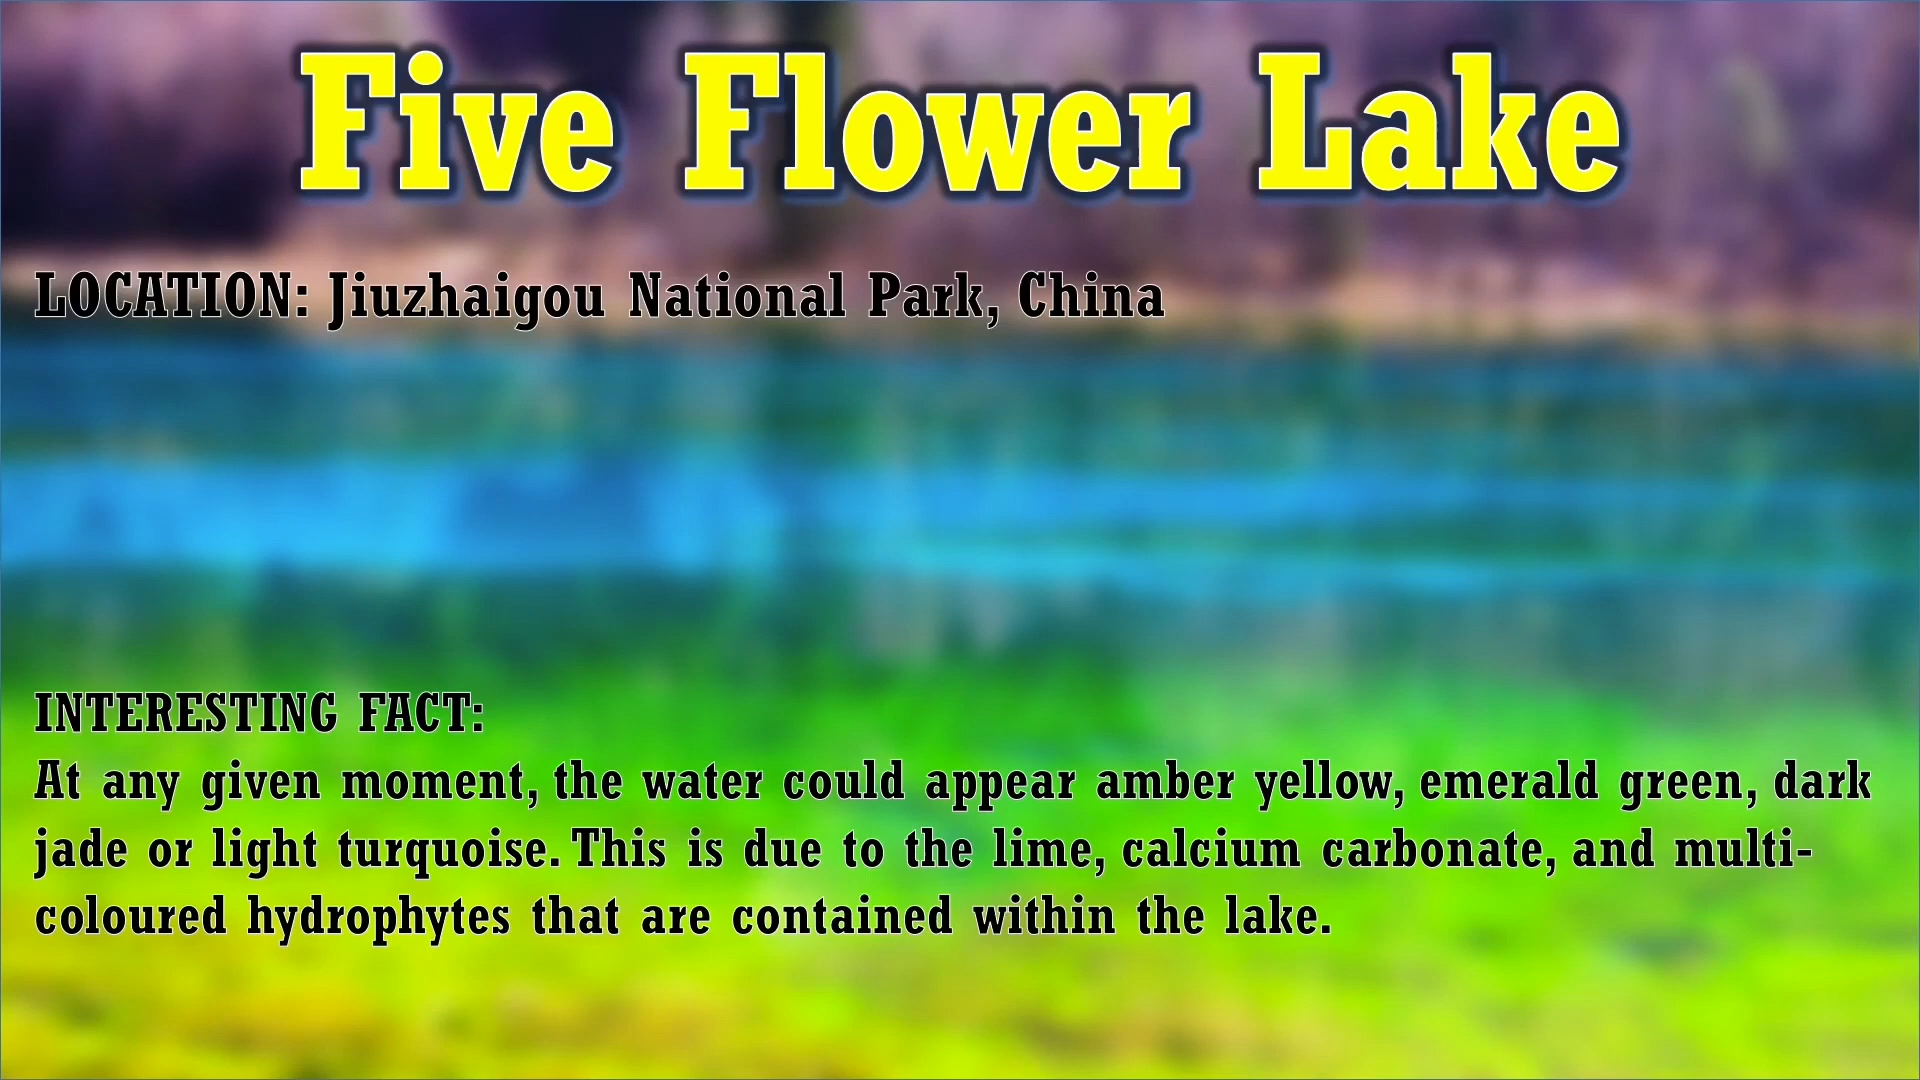 Five Flower Lake
LOCATION: Jiuzhaigou National Park, China
INTERESTING FACT:
At any given moment, the water could appear amber yellow, emerald green, dark
jade or light turquoise. This is due to the lime, calcium carbonate, and multi-
coloured hydrophytes that are contained within the lake.